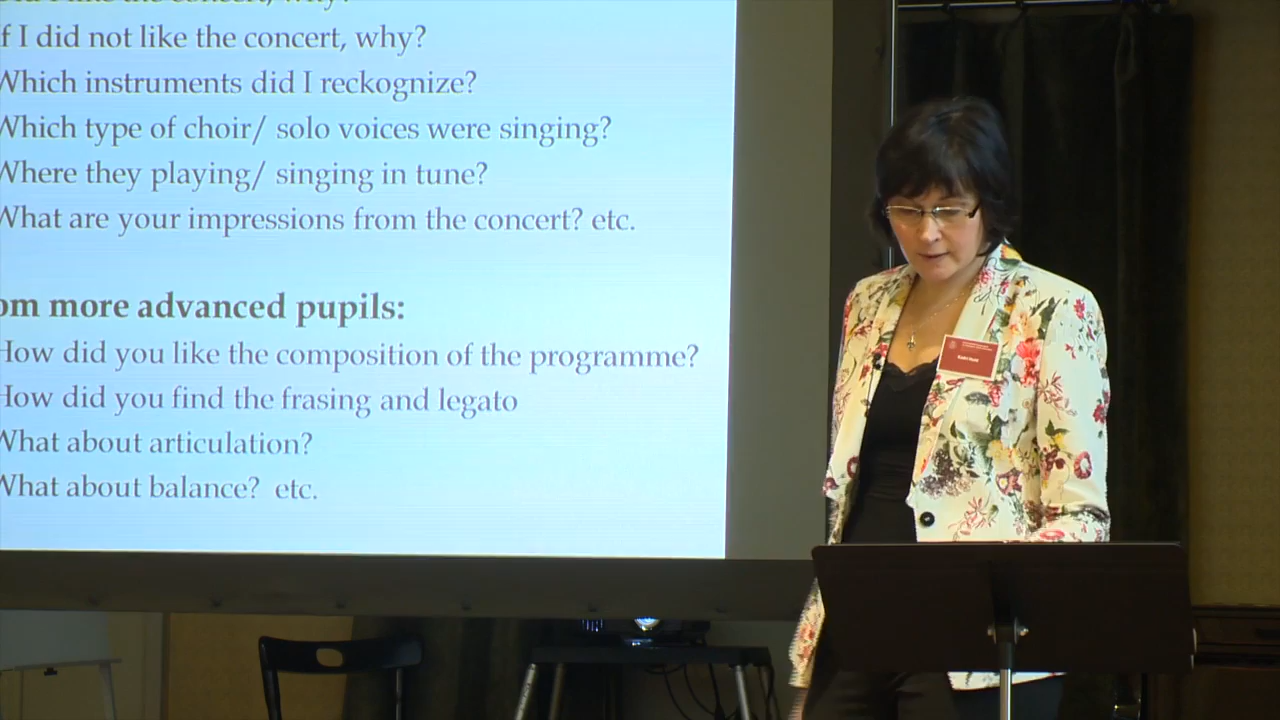 f I did not like the concert, why?
Which instruments did I reckognize?
Which type of choir/ solo voices were singing?
Where they playing/ singing in tune?
What are your impressions from the concert? etc.
om more advanced pupils:
How did you like the composition of the programme?
How did you find the frasing and legato
What about articulation?
What about balance? etc.